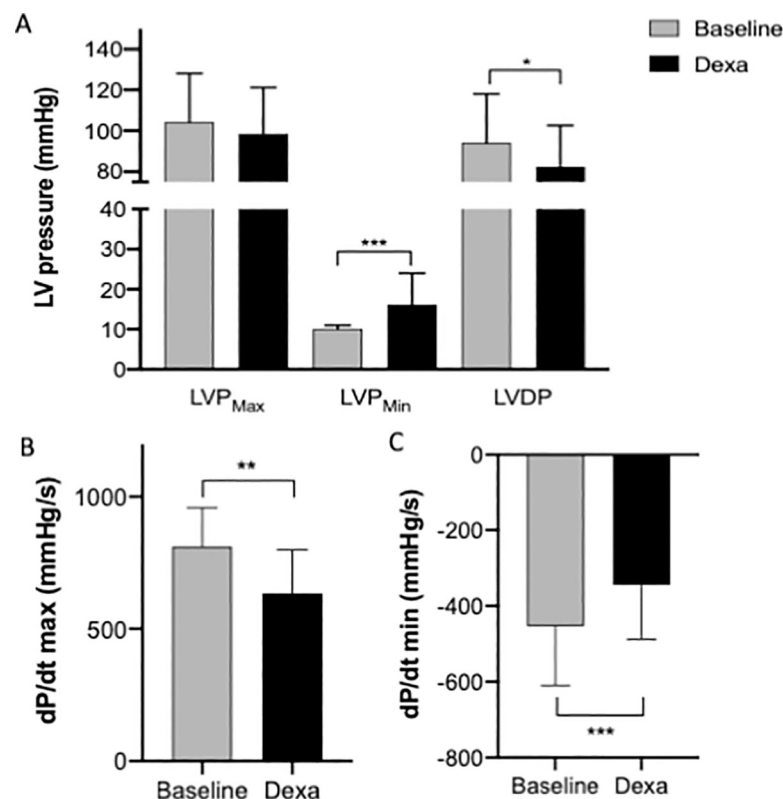 A
Baseline
Dexa
LV pressure (mmHg)
140
120
100
80
40
30
20
10
0
*
***
LVPMax
LVPMin
LVDP
B
dP/dt max (mmHg/s)
1000
500
0
**
Baseline
Dexa
C
dP/dt min (mmHg/s)
0
-200
-400
-600
-800
***
Baseline
Dexa